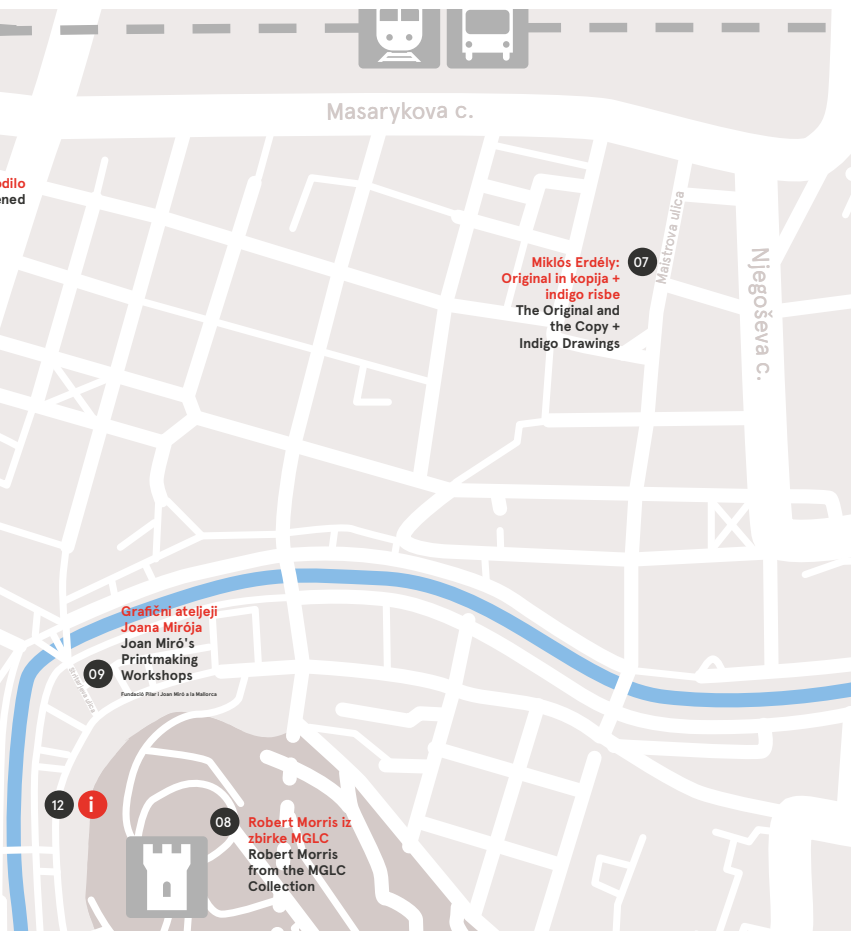 Masarykova c.
odilo
ened
Maistrova ulica
Njegoševa c.
07
Miklós Erdély:
Original in kopija +
indigo risbe
The Original and
the Copy +
Indigo Drawings
09
Grafični ateljeji
Joana Mirója
Joan Miró's
Printmaking
Workshops
Fundació Pilar i Joan Miró a la Mallorca
12
i
08
Robert Morris iz
zbirke MGLC
Robert Morris
from the MGLC
Collection